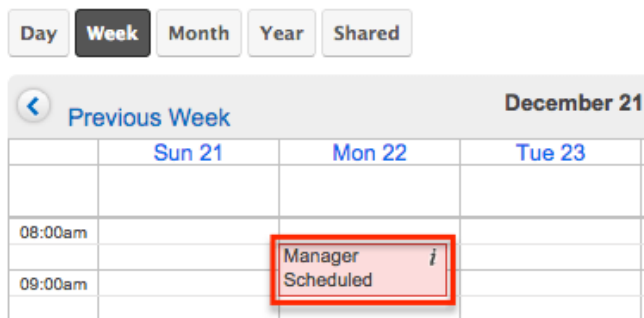 Day Week Month Year Shared
Previous Week December 21
Sun 21 Mon 22 Tue 23
08:00am
Manager i
Scheduled
09:00am